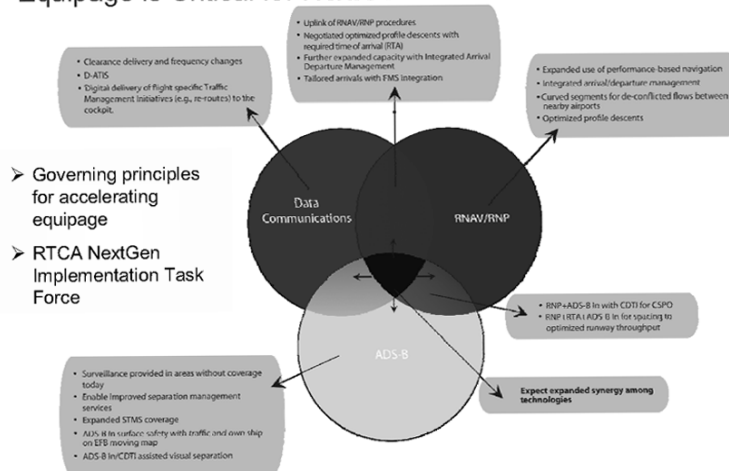 Equipage is Critical for
• Uplink of RNAV/RNP procedures
• Negotiated optimized profile descents with
required time of arrival (RTA)
• Further expanded capacity with Integrated Arrival
Departure Management
• Tailored arrivals with FMS Integration
• Clearance delivery and frequency changes
• D-ATIS
• Digital delivery of flight specific Traffic
Management Initiatives (e.g., re-routes) to the
cockpit.
• Expanded use of performance-based navigation
• Integrated arrival/departure management
• Curved segments for de-conflicted flows between
nearby airports
• Optimized profile descents
➢ Governing principles
for accelerating
equipage
➢ RTCA NextGen
Implementation Task
Force
Data
Communications
RNAV/RNP
ADS-B
• RNP+ADS-B In with CDTI for CSPO
• RNP+RTA+ADS-B In for spacing to
optimized runway throughput
Expect expanded synergy among
technologies
• Surveillance provided in areas without coverage
today
• Enable improved separation management
services
• Expanded STMS coverage
• ADS-B In surface safety with traffic and own ship
on EFB moving map
• ADS-B In/CDTI assisted visual separation